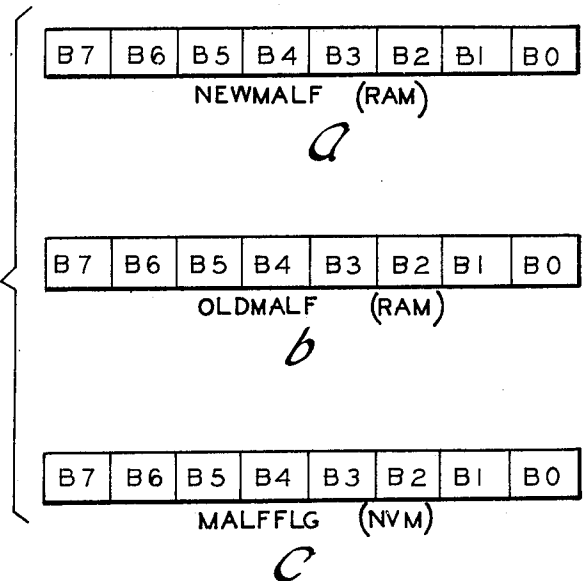 B7 B6 B5 B4 B3 B2 B1 B0
NEWMALF (RAM)
a
B7 B6 B5 B4 B3 B2 B1 B0
OLDMALF (RAM)
b
B7 B6 B5 B4 B3 B2 B1 B0
MALFFLG (NVM)
c